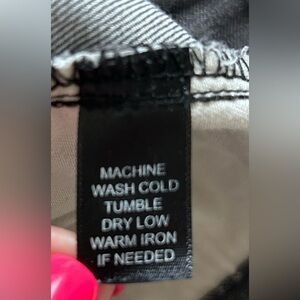 MACHINE
WASH COLD
TUMBLE
DRY LOW
WARM IRON
IF NEEDED